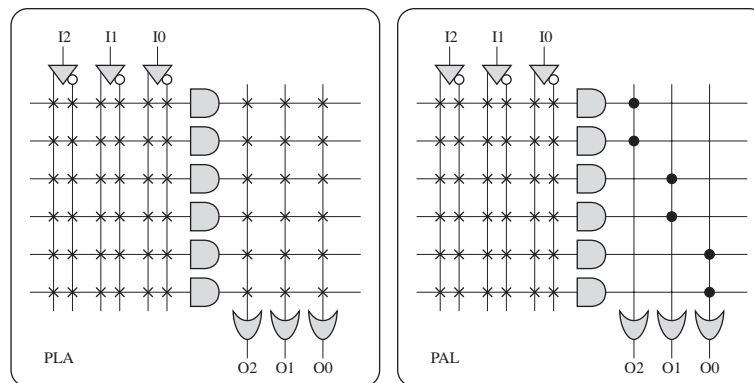 I2 I1 I0
PLA
O2 O1 O0
I2 I1 I0
PAL
O2 O1 O0